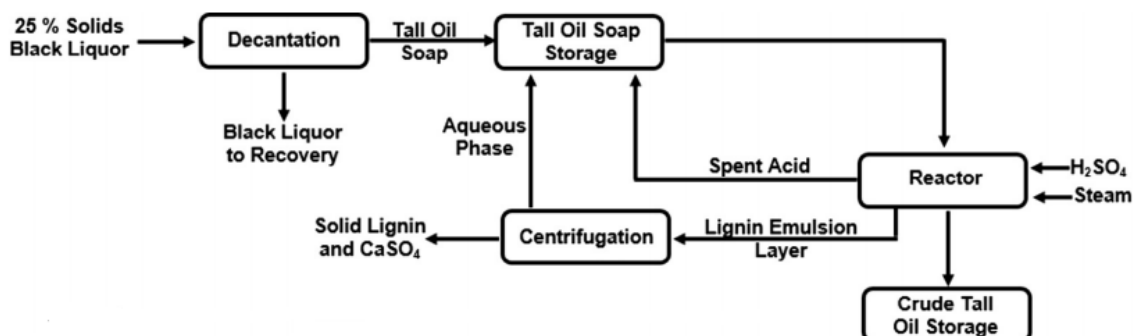 25 % Solids
Black Liquor
Decantation
Tall Oil
Soap
Tall Oil Soap
Storage
Black Liquor
to Recovery
Aqueous
Phase
Spent Acid
Reactor
H₂SO₄
Steam
Solid Lignin
and CaSO₄
Centrifugation
Lignin Emulsion
Layer
Crude Tall
Oil Storage